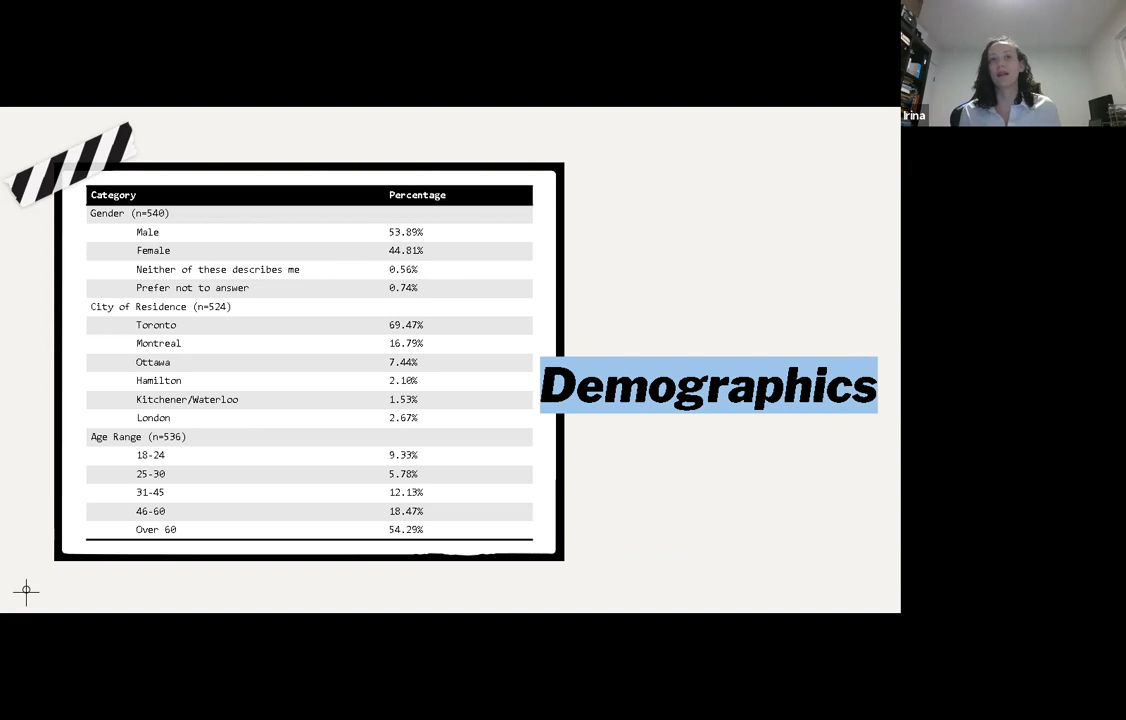 Category Percentage
Gender (n=540)
Male 53.89%
Female 44.81%
Neither of these describes me 0.56%
Prefer not to answer 0.74%
City of Residence (n=524)
Toronto 69.47%
Montreal 16.79%
Ottawa 7.44%
Hamilton 2.10%
Kitchener/Waterloo 1.53%
London 2.67%
Age Range (n=536)
18-24 9.33%
25-30 5.78%
31-45 12.13%
46-60 18.47%
Over 60 54.29%
Demographics
Irina